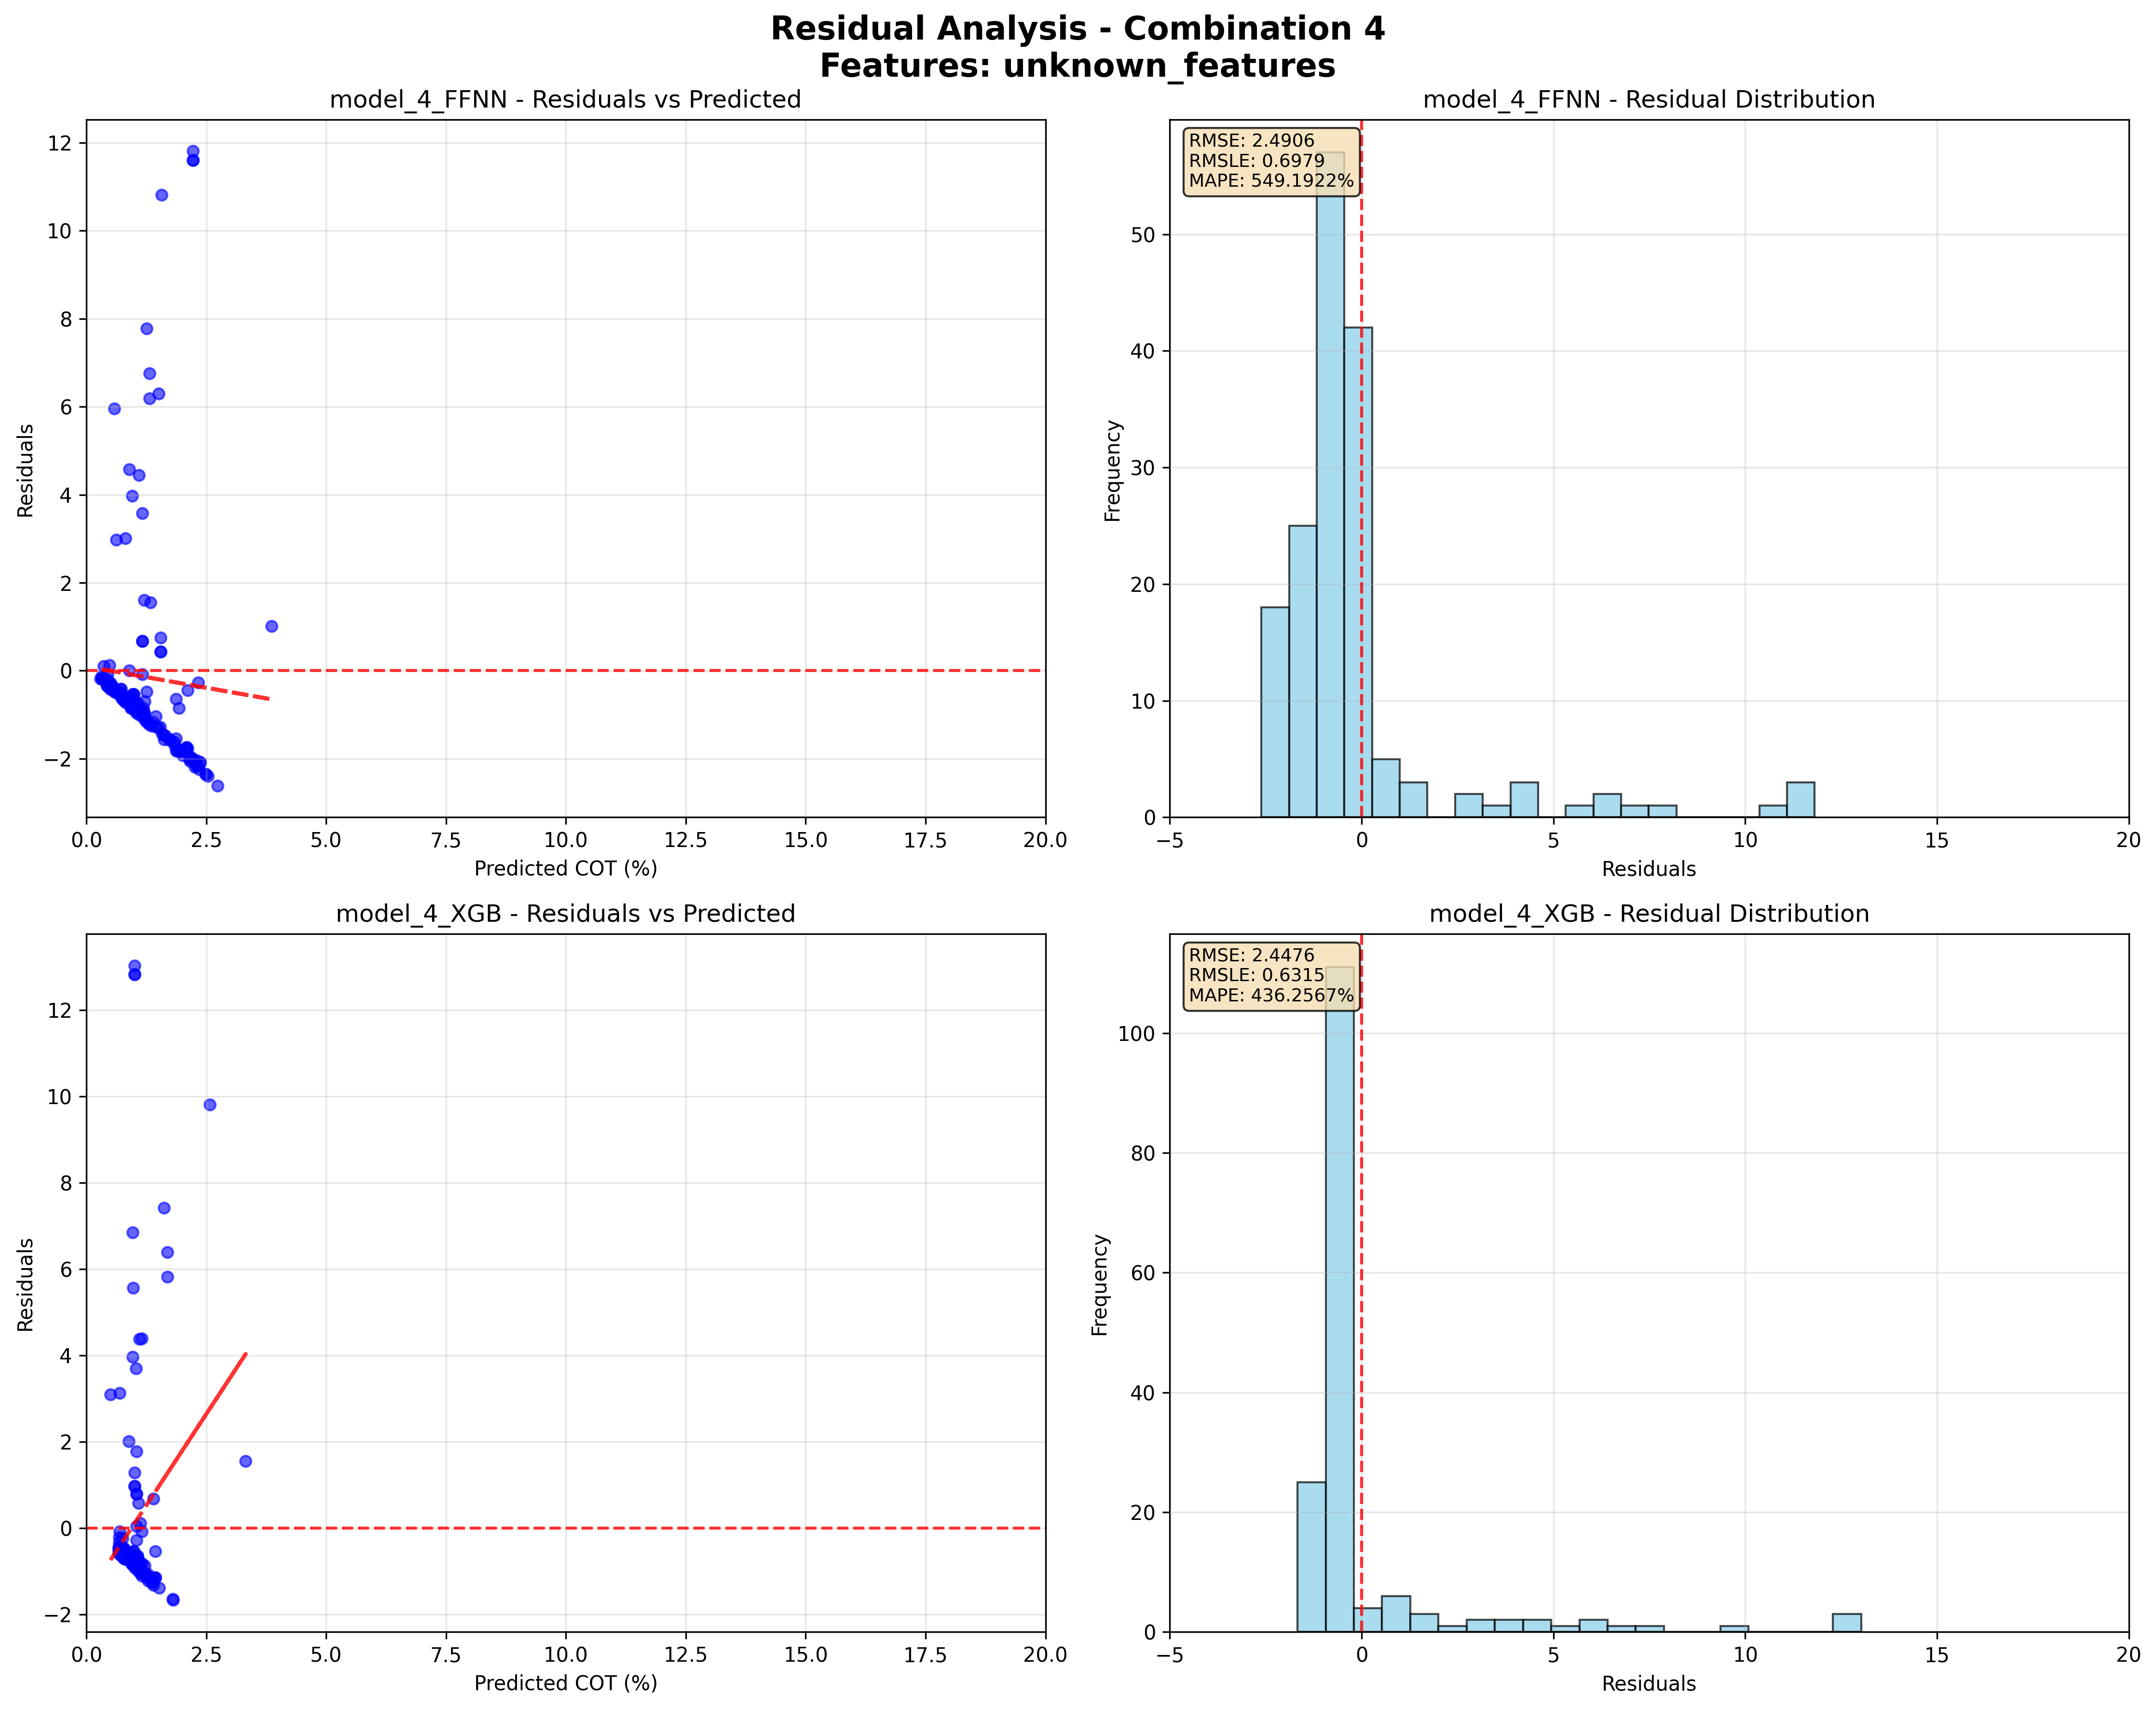 Residual Analysis - Combination 4
Features: unknown_features
model_4_FFNN - Residuals vs Predicted
12
10
8
6
4
2
0
−2
Residuals
0.0 2.5 5.0 7.5 10.0 12.5 15.0 17.5 20.0
Predicted COT (%)
model_4_FFNN - Residual Distribution
RMSE: 2.4906
RMSLE: 0.6979
MAPE: 549.1922%
50
40
30
20
10
0
Frequency
−5 0 5 10 15 20
Residuals
model_4_XGB - Residuals vs Predicted
12
10
8
6
4
2
0
−2
Residuals
0.0 2.5 5.0 7.5 10.0 12.5 15.0 17.5 20.0
Predicted COT (%)
model_4_XGB - Residual Distribution
RMSE: 2.4476
RMSLE: 0.6315
MAPE: 436.2567%
100
80
60
40
20
0
Frequency
−5 0 5 10 15 20
Residuals